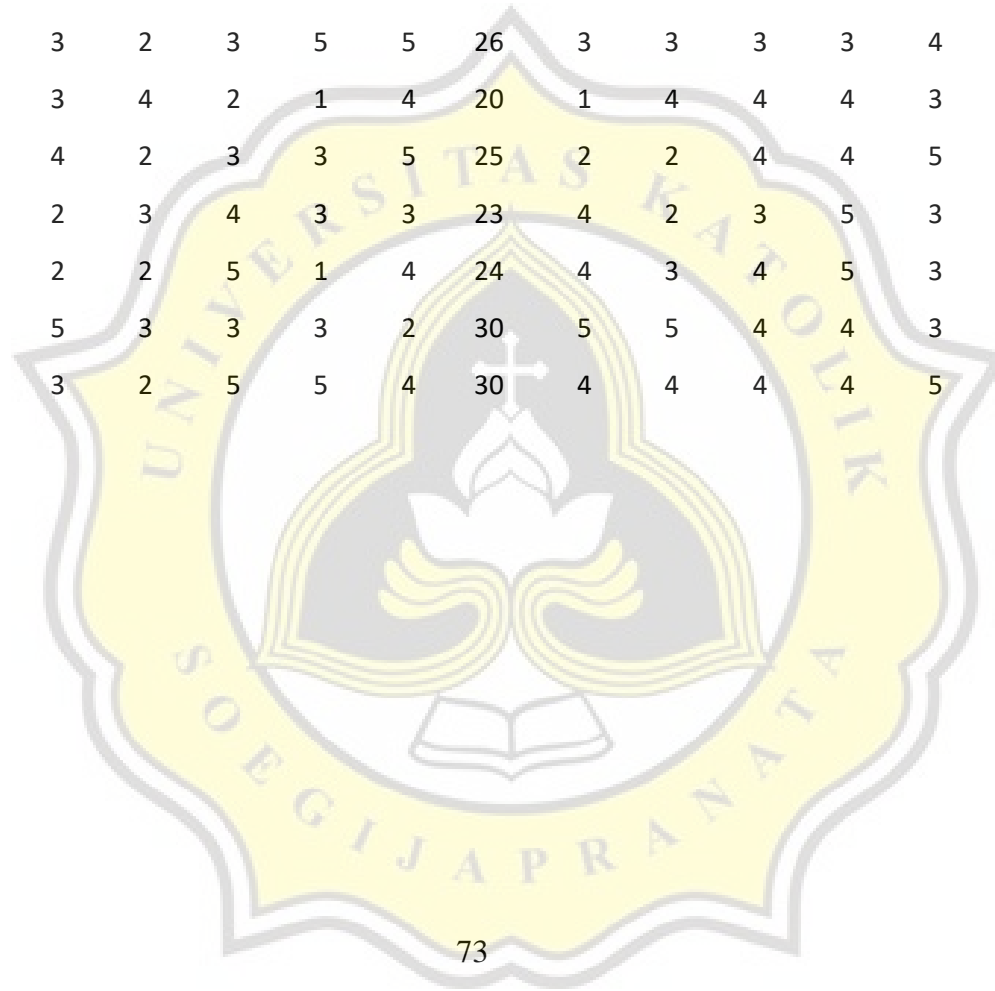 3 2 3 5 5 26 3 3 3 3 4
3 4 2 1 4 20 1 4 4 4 3
4 2 3 3 5 25 2 2 4 4 5
2 3 4 3 3 23 4 2 3 5 3
2 2 5 1 4 24 4 3 4 5 3
5 3 3 3 2 30 5 5 4 4 3
3 2 5 5 4 30 4 4 4 4 5
UNIVERSITAS KATOLIK
SOEGIJAPRANATA
73